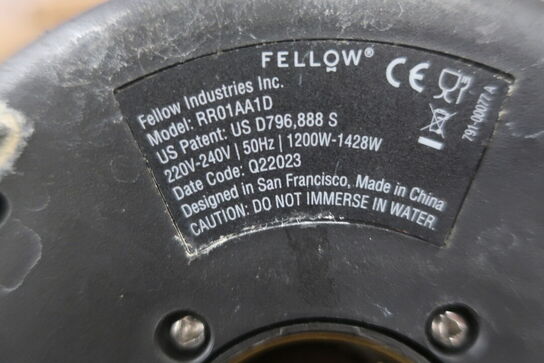 FELLOW®
Fellow Industries Inc.
Model: RR01AA1D
US Patent: US D796,888 S
220V-240V | 50Hz | 1200W-1428W
Date Code: Q22023
Designed in San Francisco, Made in China
CAUTION: DO NOT IMMERSE IN WATER.
CE
791-00077 A